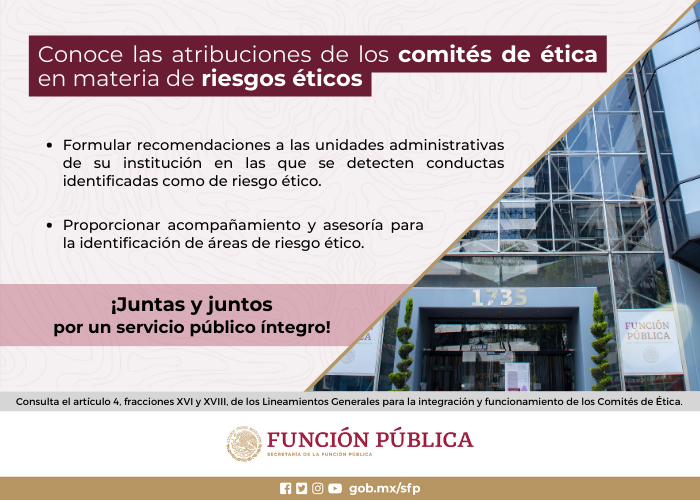 Conoce las atribuciones de los comités de ética
en materia de riesgos éticos
• Formular recomendaciones a las unidades administrativas
de su institución en las que se detecten conductas
identificadas como de riesgo ético.
• Proporcionar acompañamiento y asesoría para
la identificación de áreas de riesgo ético.
¡Juntas y juntos
por un servicio público íntegro!
1735
FUNCIÓN
PÚBLICA
FUNCIÓN
PÚBLICA
Consulta el artículo 4, fracciones XVI y XVIII, de los Lineamientos Generales para la integración y funcionamiento de los Comités de Ética.
FUNCIÓN PÚBLICA
SECRETARÍA DE LA FUNCIÓN PÚBLICA
gob.mx/sfp